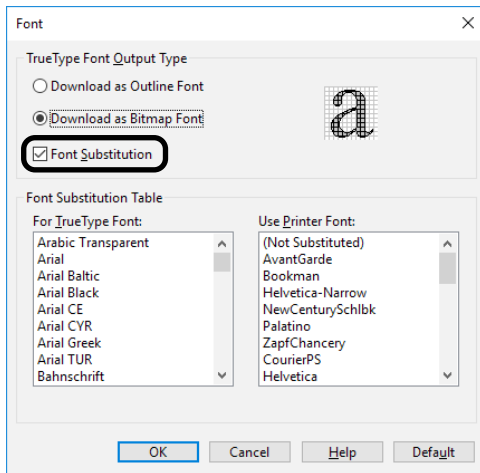 Font
TrueType Font Output Type
Download as Outline Font
Download as Bitmap Font
Font Substitution
a
Font Substitution Table
For TrueType Font:
Arabic Transparent
Arial
Arial Baltic
Arial Black
Arial CE
Arial CYR
Arial Greek
Arial TUR
Bahnschrift
Use Printer Font:
(Not Substituted)
AvantGarde
Bookman
Helvetica-Narrow
NewCenturySchlbk
Palatino
ZapfChancery
CourierPS
Helvetica
OK
Cancel
Help
Default